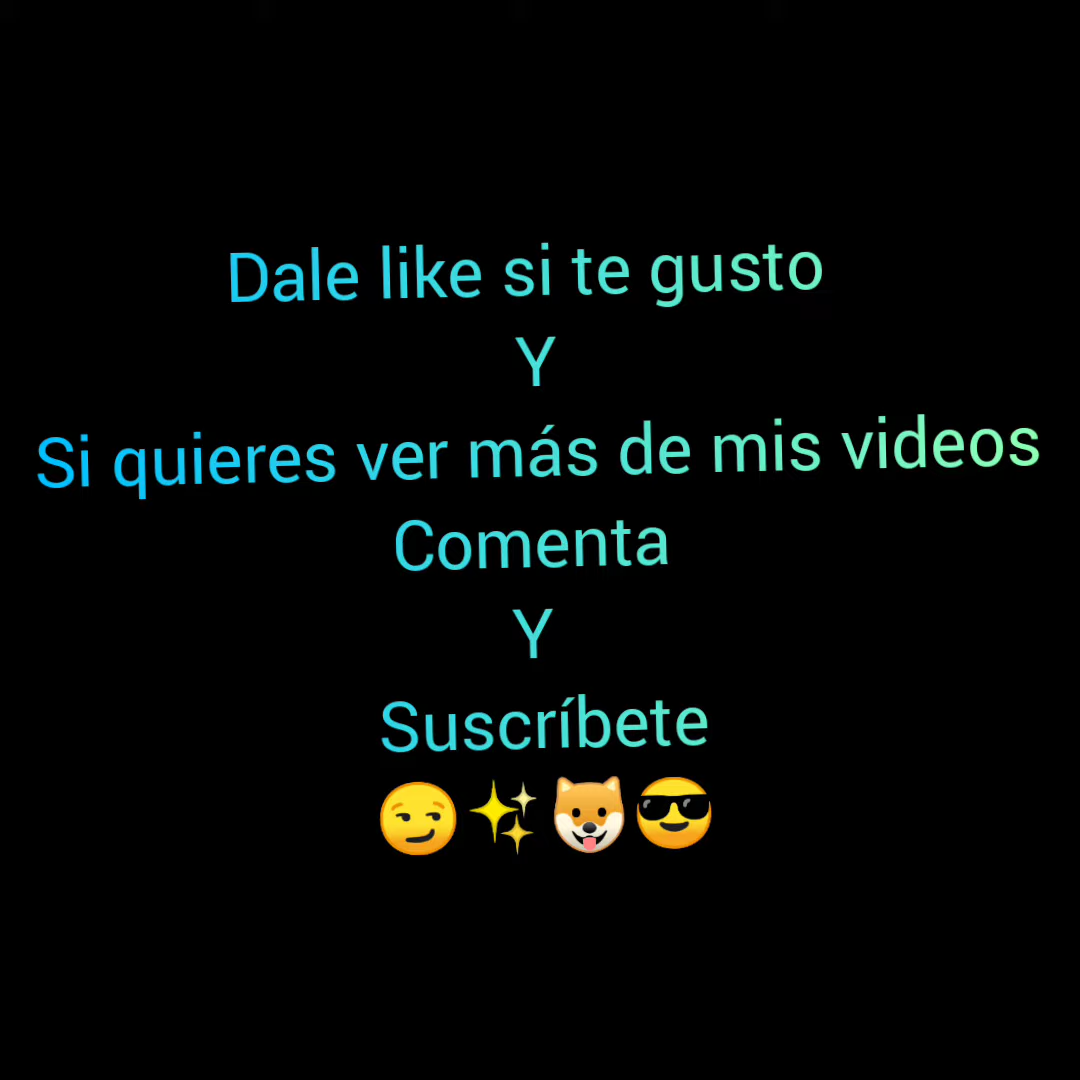 Dale like si te gusto
Y
Si quieres ver más de mis videos
Comenta
Y
Suscríbete
😏✨🐶😎